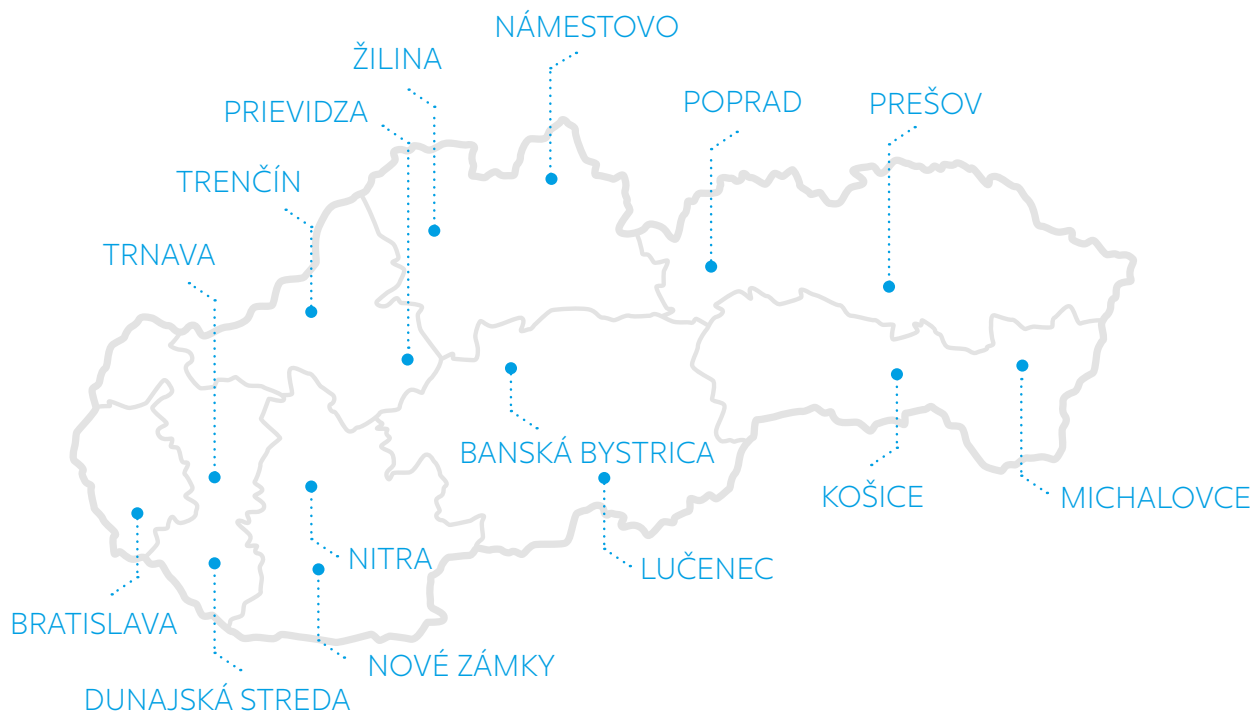 NÁMESTOVO
ŽILINA
POPRAD
PREŠOV
PRIEVIDZA
TRENČÍN
TRNAVA
BANSKÁ BYSTRICA
KOŠICE
MICHALOVCE
NITRA
LUČENEC
BRATISLAVA
NOVÉ ZÁMKY
DUNAJSKÁ STREDA